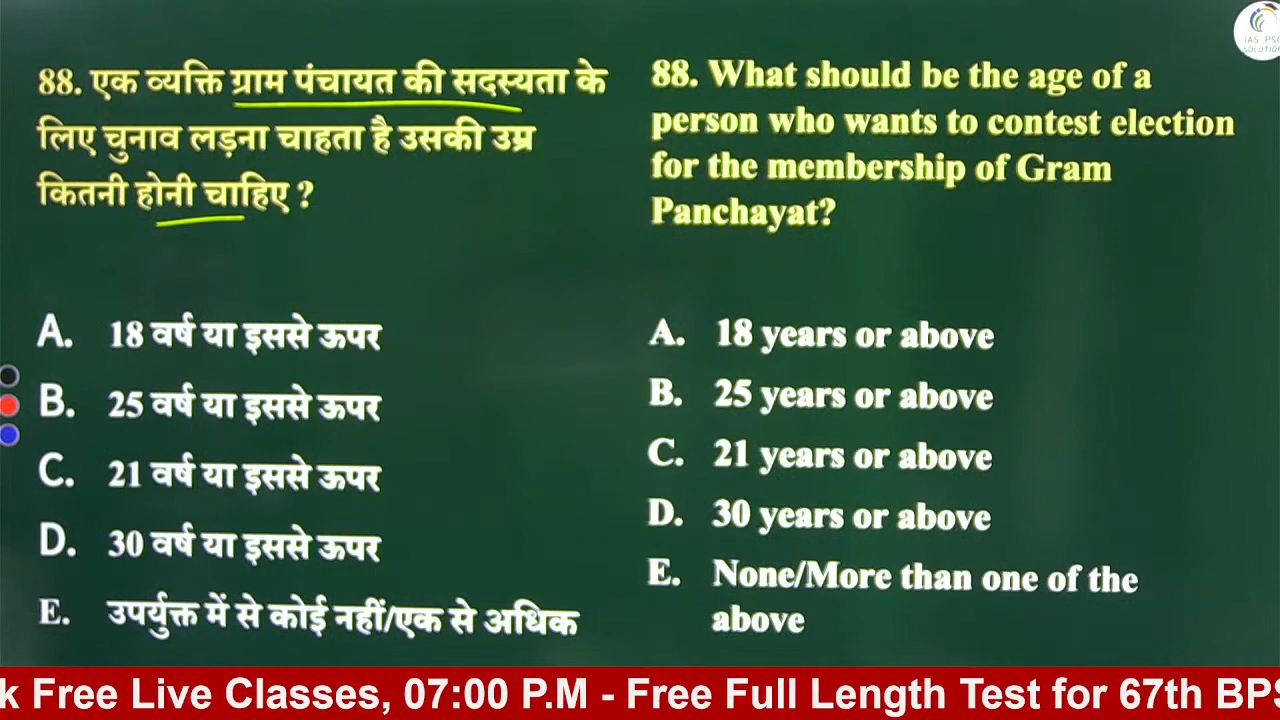 IAS PSC
SOLUTION
88. एक व्यक्ति ग्राम पंचायत की सदस्यता के
लिए चुनाव लड़ना चाहता है उसकी उम्र
कितनी होनी चाहिए ?
A. 18 वर्ष या इससे ऊपर
B. 25 वर्ष या इससे ऊपर
C. 21 वर्ष या इससे ऊपर
D. 30 वर्ष या इससे ऊपर
E. उपर्युक्त में से कोई नहीं/एक से अधिक
88. What should be the age of a
person who wants to contest election
for the membership of Gram
Panchayat?
A. 18 years or above
B. 25 years or above
C. 21 years or above
D. 30 years or above
E. None/More than one of the
above
k Free Live Classes, 07:00 P.M - Free Full Length Test for 67th BPS